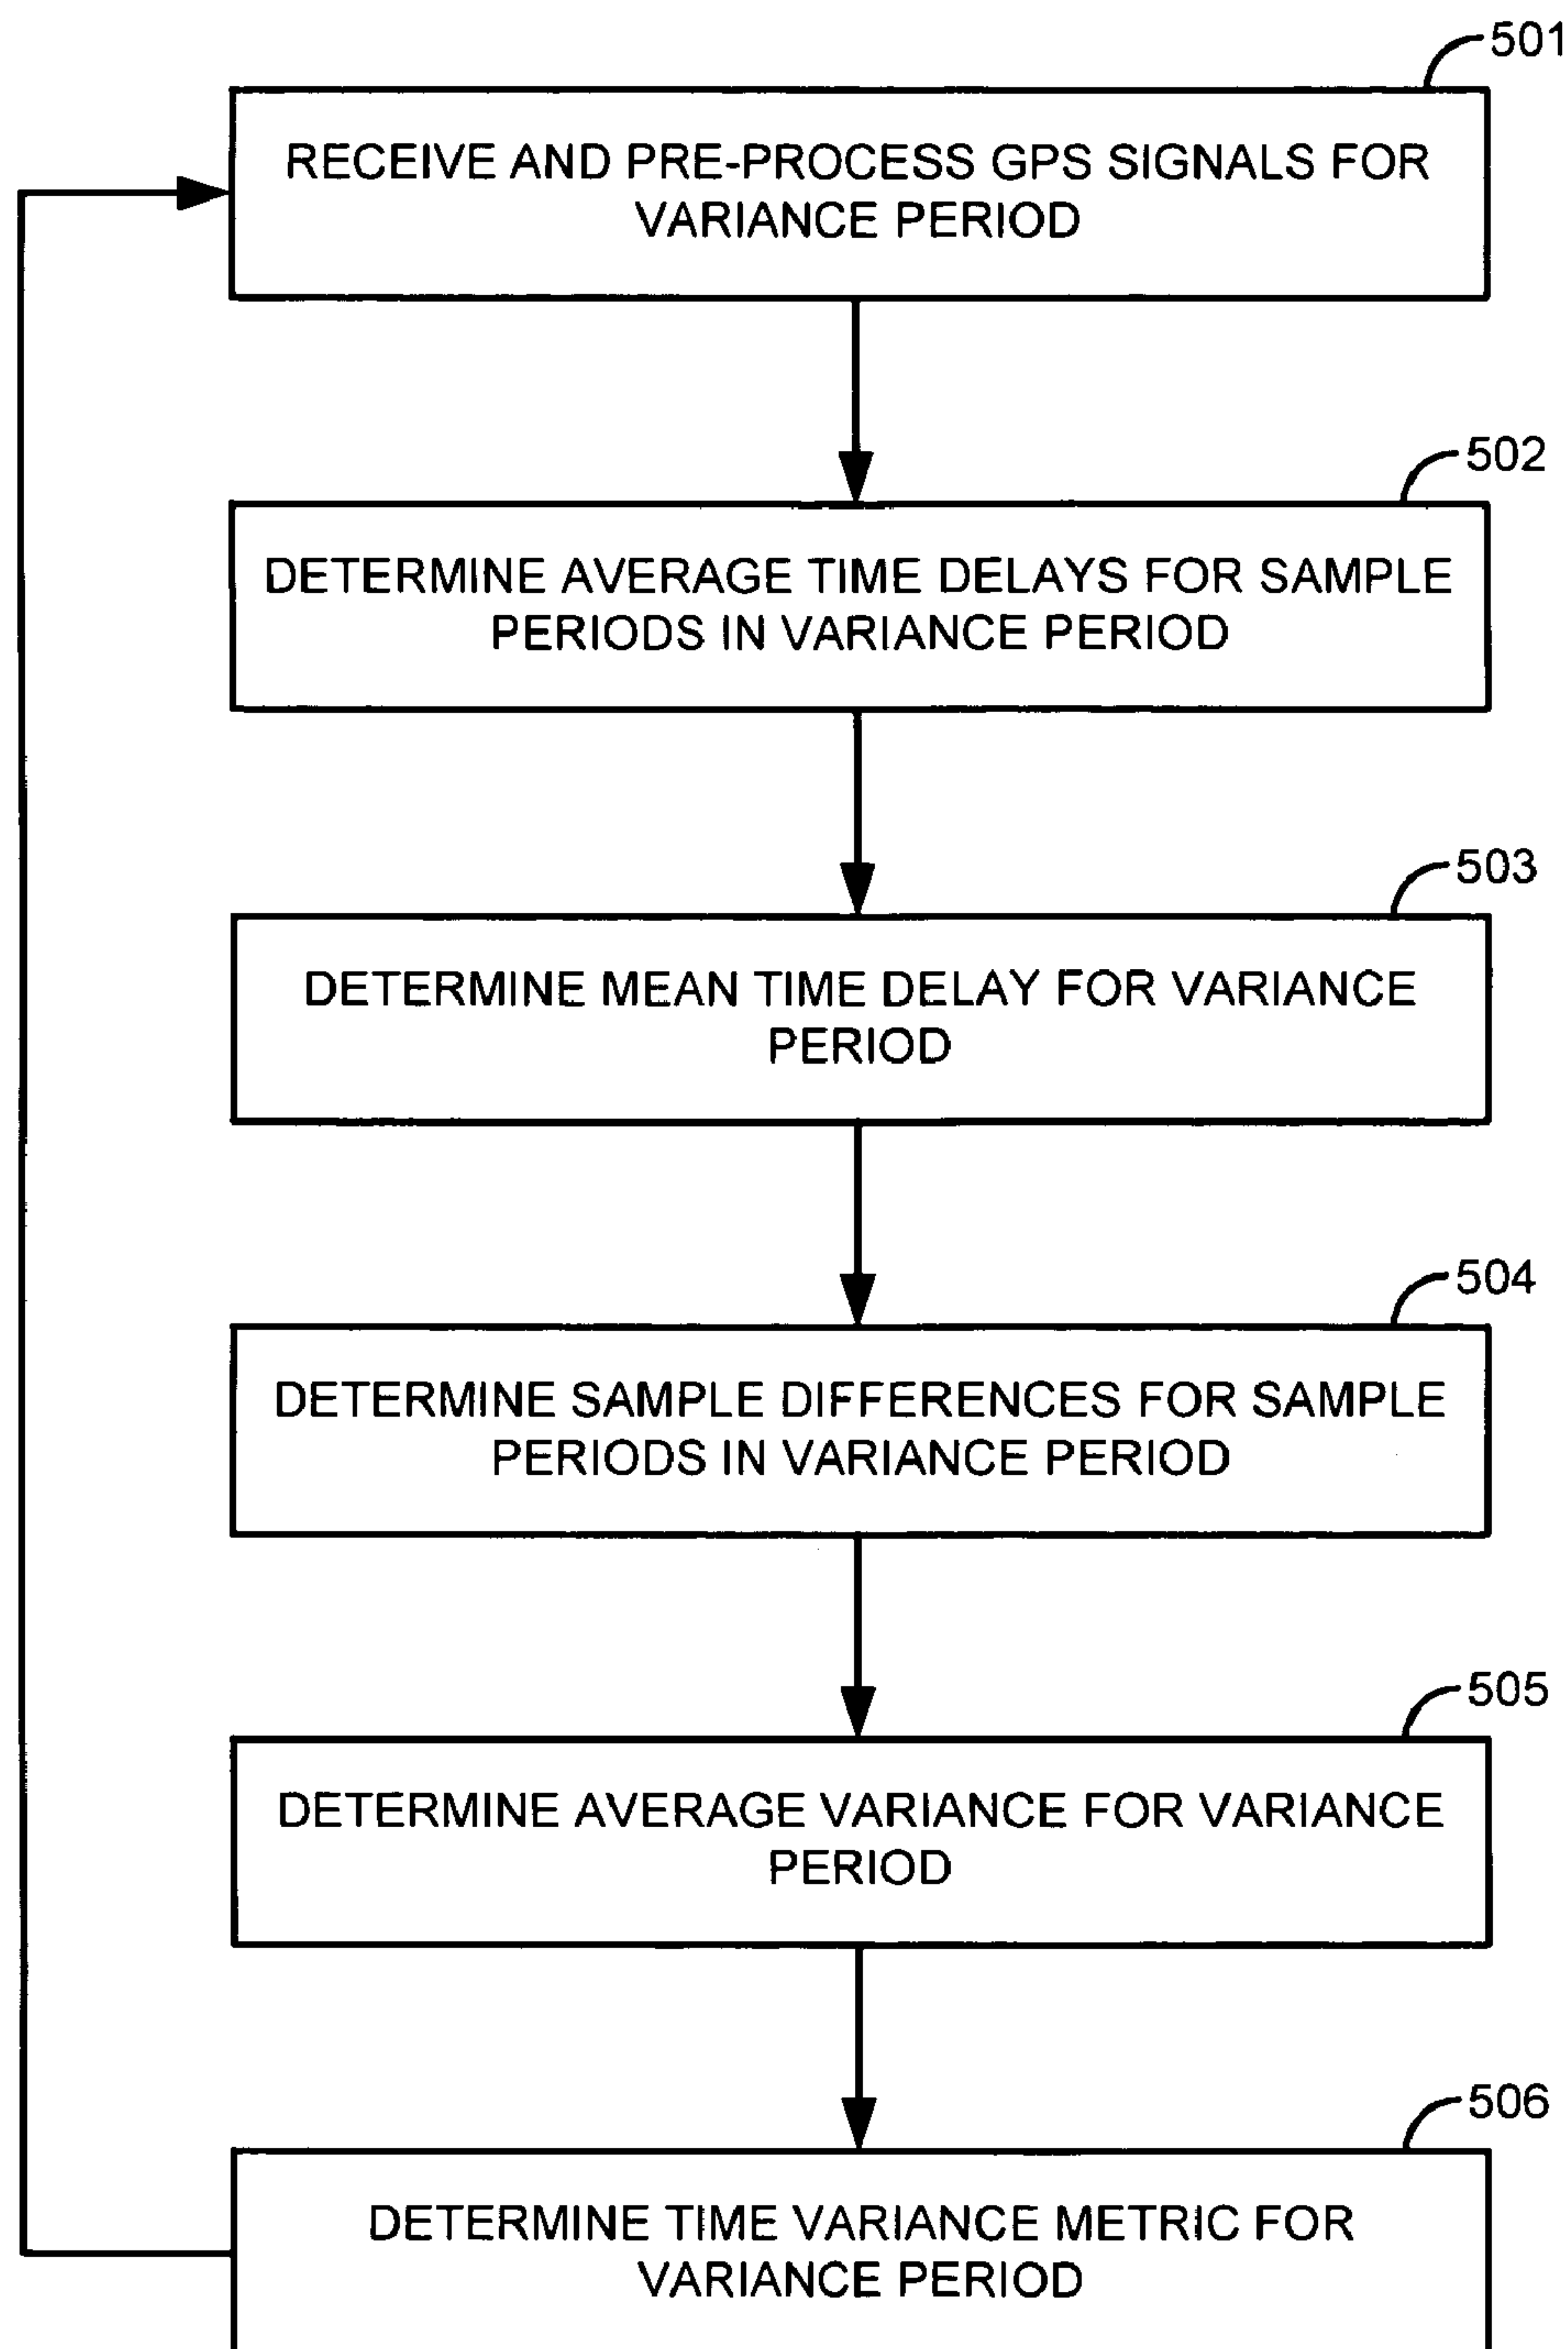 501
RECEIVE AND PRE-PROCESS GPS SIGNALS FOR
VARIANCE PERIOD
502
DETERMINE AVERAGE TIME DELAYS FOR SAMPLE
PERIODS IN VARIANCE PERIOD
503
DETERMINE MEAN TIME DELAY FOR VARIANCE
PERIOD
504
DETERMINE SAMPLE DIFFERENCES FOR SAMPLE
PERIODS IN VARIANCE PERIOD
505
DETERMINE AVERAGE VARIANCE FOR VARIANCE
PERIOD
506
DETERMINE TIME VARIANCE METRIC FOR
VARIANCE PERIOD